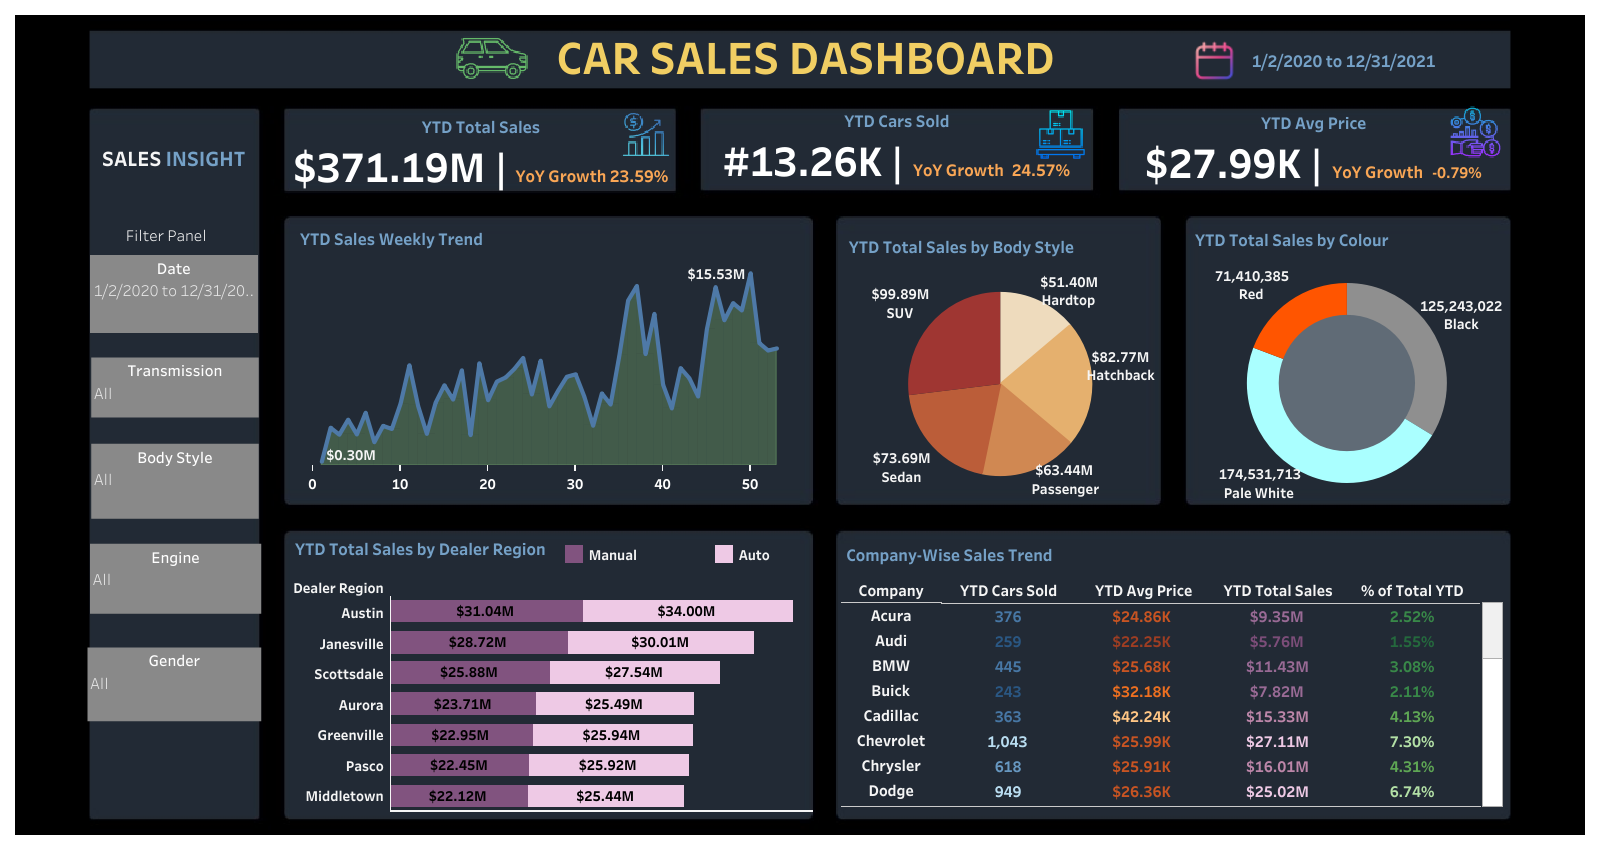 CAR SALES DASHBOARD
1/2/2020 to 12/31/2021
SALES INSIGHT
Filter Panel
Date
1/2/2020 to 12/31/20..
Transmission
All
Body Style
All
Engine
All
Gender
All
YTD Total Sales
$371.19M | YoY Growth 23.59%
YTD Cars Sold
#13.26K | YoY Growth 24.57%
YTD Avg Price
$27.99K | YoY Growth -0.79%
YTD Sales Weekly Trend
$15.53M
$0.30M
0 10 20 30 40 50
YTD Total Sales by Body Style
$51.40M
Hardtop
$99.89M
SUV
$82.77M
Hatchback
$73.69M
Sedan
$63.44M
Passenger
YTD Total Sales by Colour
71,410,385
Red
125,243,022
Black
174,531,713
Pale White
YTD Total Sales by Dealer Region
Manual
Auto
Dealer Region
Austin $31.04M $34.00M
Janesville $28.72M $30.01M
Scottsdale $25.88M $27.54M
Aurora $23.71M $25.49M
Greenville $22.95M $25.94M
Pasco $22.45M $25.92M
Middletown $22.12M $25.44M
Company-Wise Sales Trend
Company YTD Cars Sold YTD Avg Price YTD Total Sales % of Total YTD
Acura 376 $24.86K $9.35M 2.52%
Audi 259 $22.25K $5.76M 1.55%
BMW 445 $25.68K $11.43M 3.08%
Buick 243 $32.18K $7.82M 2.11%
Cadillac 363 $42.24K $15.33M 4.13%
Chevrolet 1,043 $25.99K $27.11M 7.30%
Chrysler 618 $25.91K $16.01M 4.31%
Dodge 949 $26.36K $25.02M 6.74%